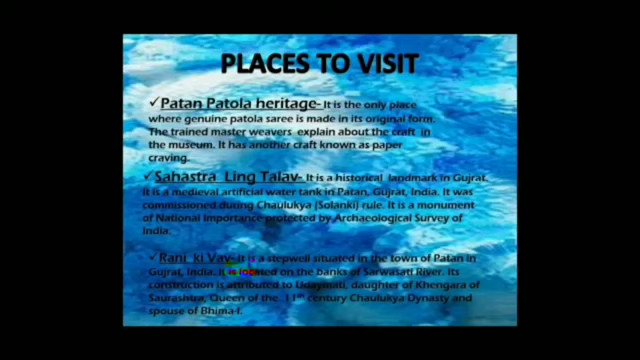 PLACES TO VISIT
✓Patan Patola heritage- It is the only place
where genuine patola saree is made in its original form.
The trained master weavers explain about the craft in
the museum. It has another craft known as paper
craving.
✓Sahastra Ling Talav- It is a historical landmark in Gujrat.
It is a medieval artificial water tank in Patan, Gujrat, India. It was
commissioned during Chaulukya (Solanki) rule. It is a monument
of National Importance protected by Archaeological Survey of
India.
✓Rani ki Vav- It is a stepwell situated in the town of Patan in
Gujrat, India. It is located on the banks of Sarwasati River. Its
construction is attributed to Udayamati, daughter of Khengara of
Saurashtra, Queen of the 11th century Chaulukya Dynasty and
spouse of Bhima-I.